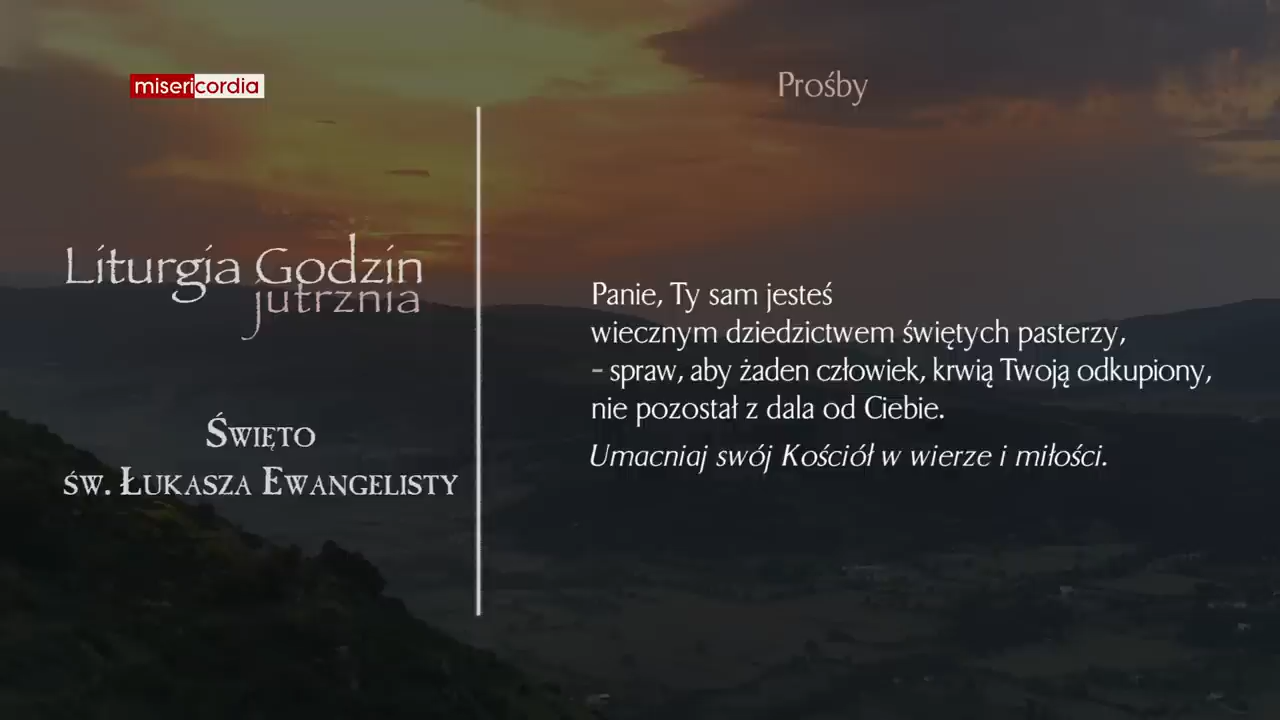 misericordia
Prośby
Liturgia Godzin
jutrznia
Święto
św. Łukasza Ewangelisty
Panie, Ty sam jesteś
wiecznym dziedzictwem świętych pasterzy,
- spraw, aby żaden człowiek, krwią Twoją odkupiony,
nie pozostał z dala od Ciebie.
Umacniaj swój Kościół w wierze i miłości.